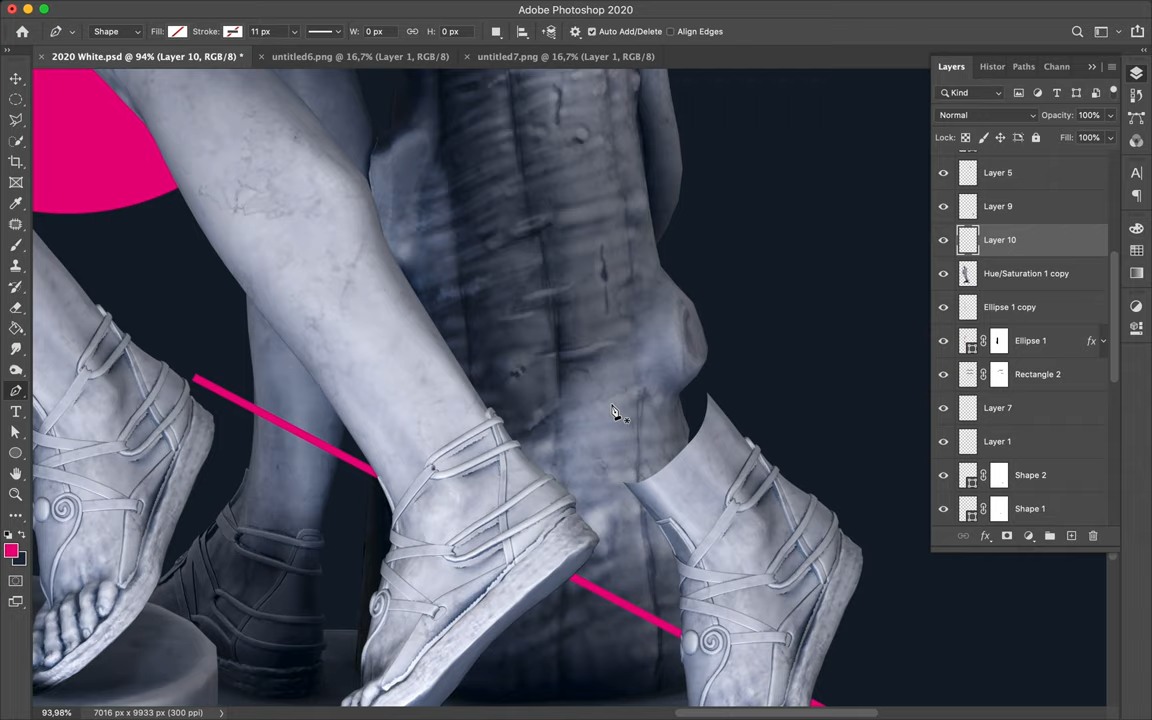 Adobe Photoshop 2020
Shape Fill: Stroke: 11 px W: 0 px H: 0 px Auto Add/Delete Align Edges
× 2020 White.psd @ 94% (Layer 10, RGB/8) * × untitled6.png @ 16,7% (Layer 1, RGB/8) × untitled7.png @ 16,7% (Layer 1, RGB/8)
Layers Histor Paths Chann
Kind
Normal Opacity: 100%
Lock: Fill: 100%
Layer 5
Layer 9
Layer 10
Hue/Saturation 1 copy
Ellipse 1 copy
Ellipse 1 fx
Rectangle 2
Layer 7
Layer 1
Shape 2
Shape 1
fx
93,98% 7016 px x 9933 px (300 ppi)